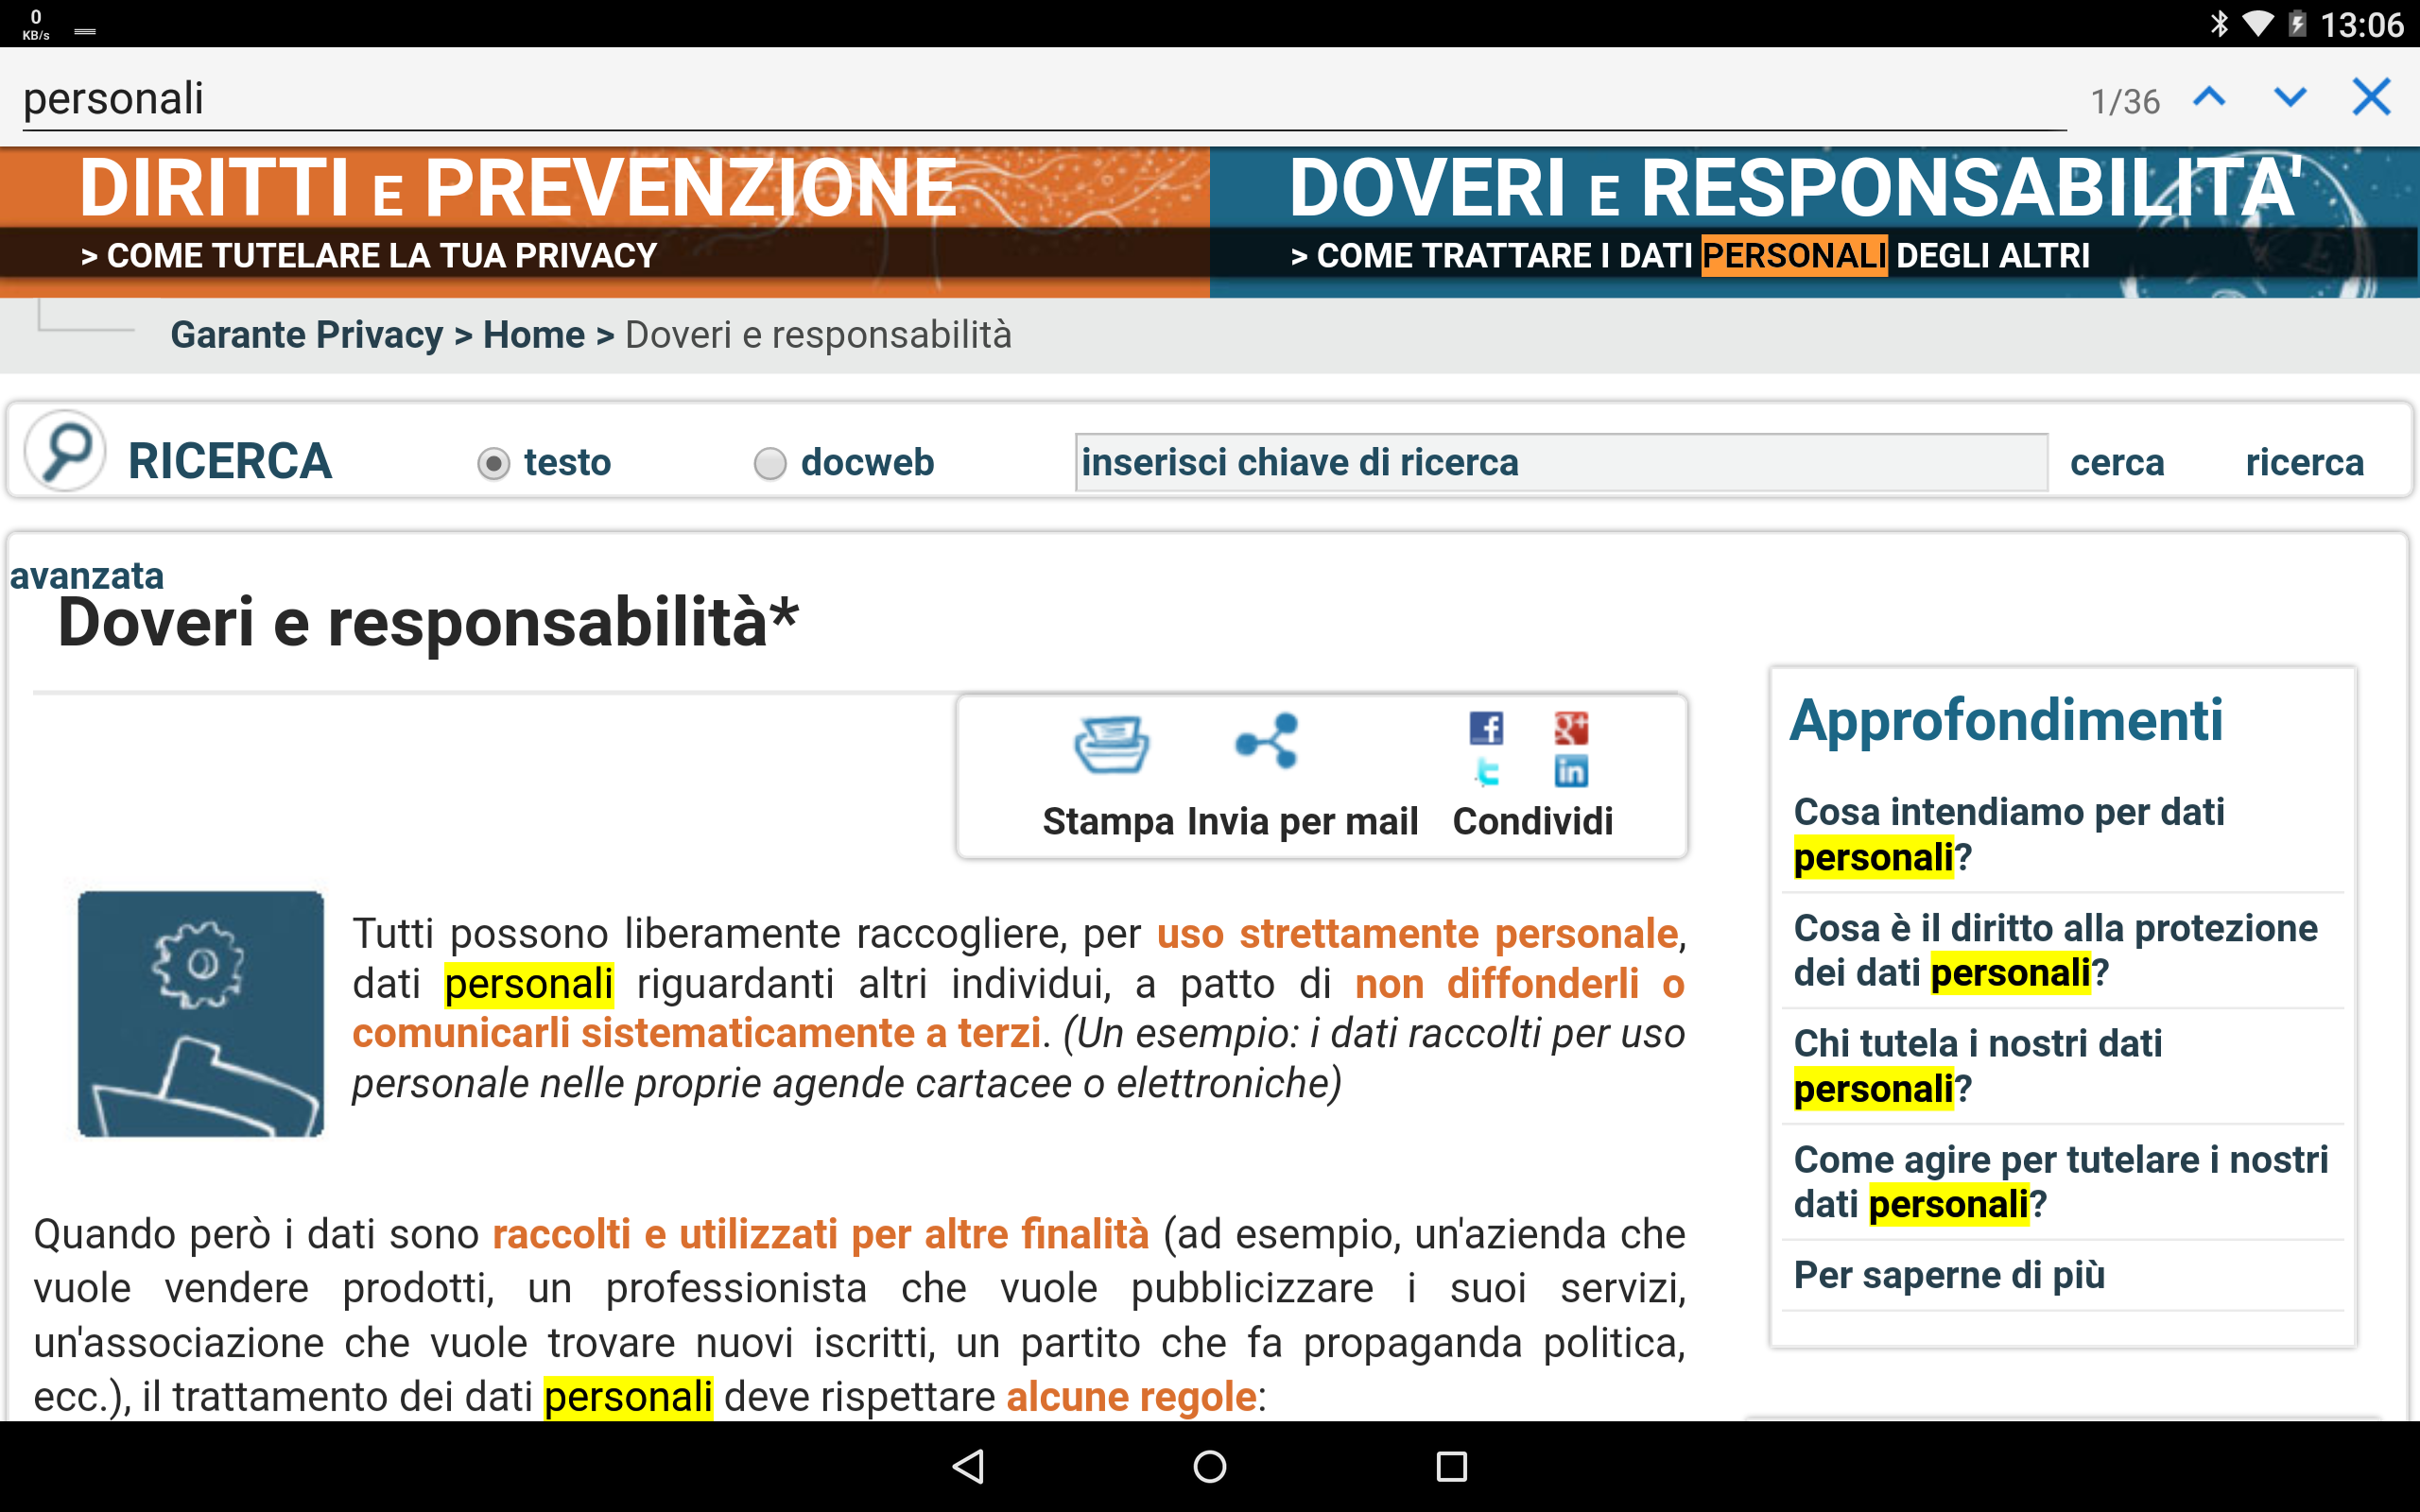 0
KB/s
13:06
personali
1/36
DIRITTI E PREVENZIONE
> COME TUTELARE LA TUA PRIVACY
DOVERI E RESPONSABILITA'
> COME TRATTARE I DATI PERSONALI DEGLI ALTRI
Garante Privacy > Home > Doveri e responsabilità
RICERCA
testo
docweb
inserisci chiave di ricerca
cerca
ricerca
avanzata
Doveri e responsabilità*
Stampa
Invia per mail
Condividi
Tutti possono liberamente raccogliere, per uso strettamente personale,
dati personali riguardanti altri individui, a patto di non diffonderli o
comunicarli sistematicamente a terzi. (Un esempio: i dati raccolti per uso
personale nelle proprie agende cartacee o elettroniche)
Quando però i dati sono raccolti e utilizzati per altre finalità (ad esempio, un'azienda che
vuole vendere prodotti, un professionista che vuole pubblicizzare i suoi servizi,
un'associazione che vuole trovare nuovi iscritti, un partito che fa propaganda politica,
ecc.), il trattamento dei dati personali deve rispettare alcune regole:
Approfondimenti
Cosa intendiamo per dati
personali?
Cosa è il diritto alla protezione
dei dati personali?
Chi tutela i nostri dati
personali?
Come agire per tutelare i nostri
dati personali?
Per saperne di più